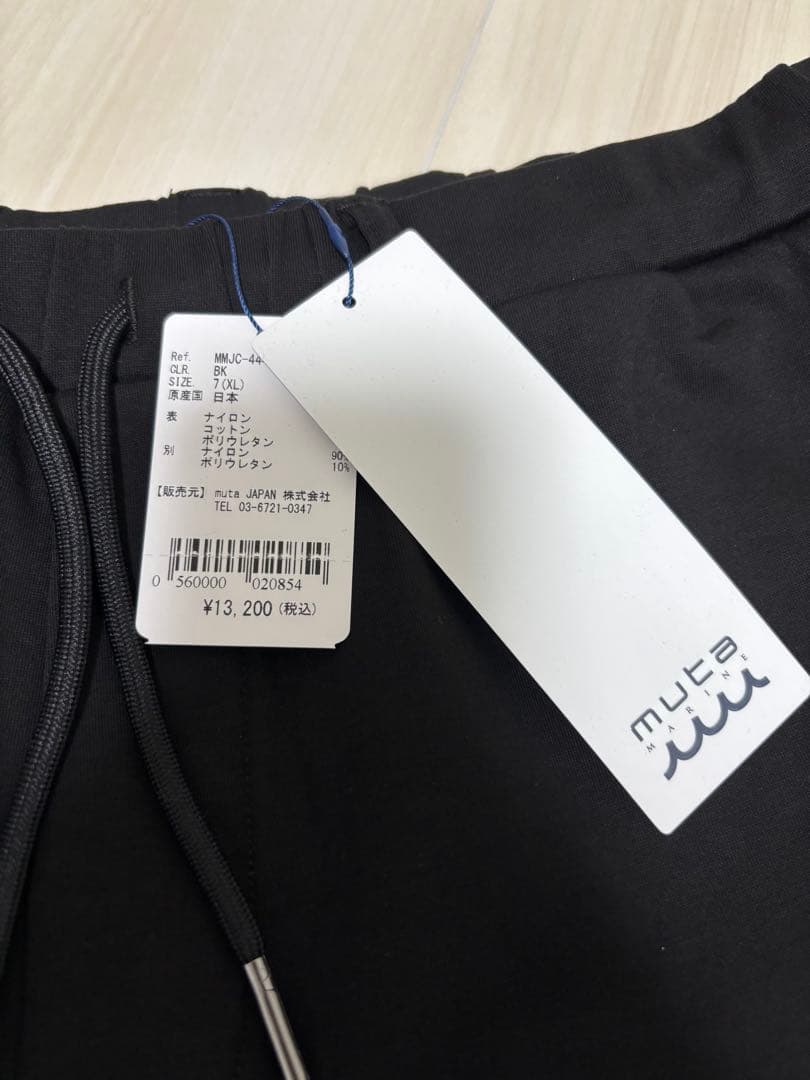 Ref. MMJC-44
CLR. BK
SIZE. 7(XL)
原産国 日本
表 ナイロン
コットン
ポリウレタン
別 ナイロン 90%
ポリウレタン 10%
【販売元】 muta JAPAN 株式会社
TEL 03-6721-0347
0 560000 020854
¥13,200(税込)
muta
MARINE